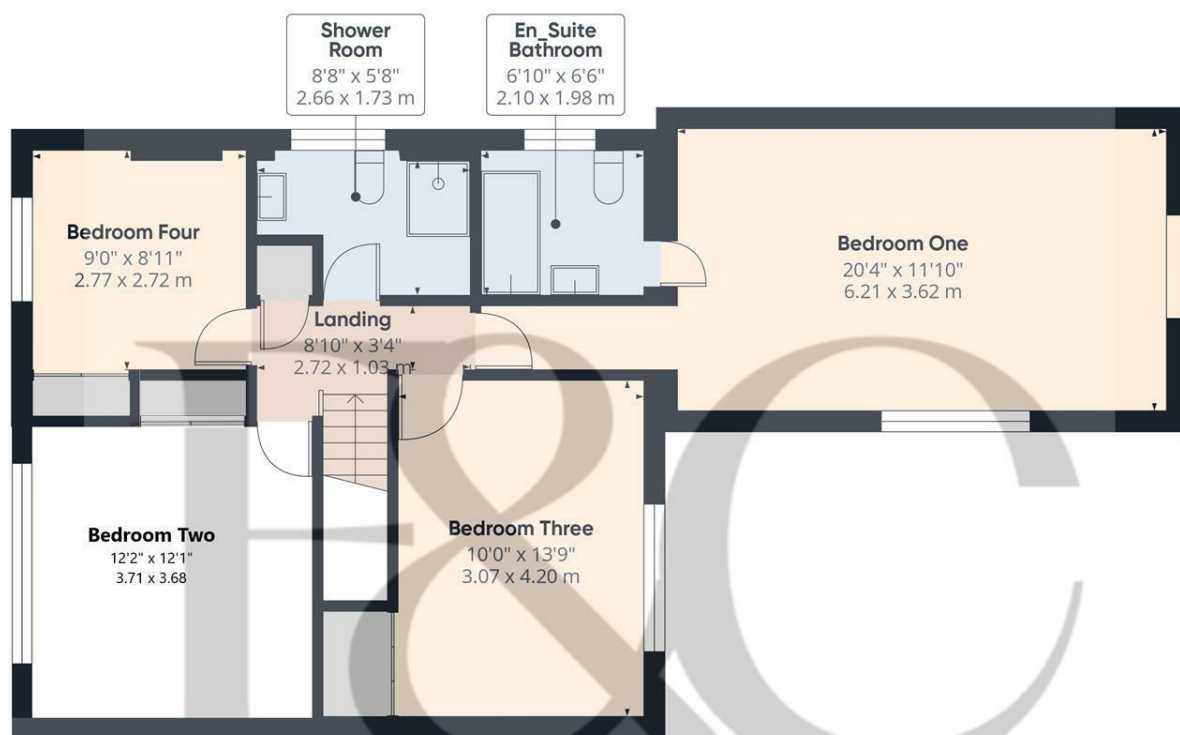 Shower
Room
8'8" x 5'8"
2.66 x 1.73 m
En_Suite
Bathroom
6'10" x 6'6"
2.10 x 1.98 m
Bedroom Four
9'0" x 8'11"
2.77 x 2.72 m
Bedroom One
20'4" x 11'10"
6.21 x 3.62 m
Landing
8'10" x 3'4"
2.72 x 1.03 m
Bedroom Two
12'2" x 12'1"
3.71 x 3.68
Bedroom Three
10'0" x 13'9"
3.07 x 4.20 m
F&C